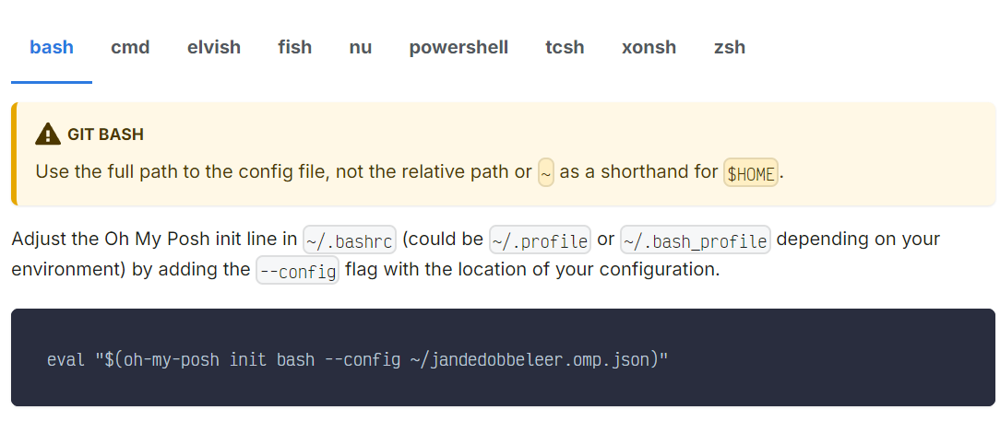 bash cmd elvish fish nu powershell tcsh xonsh zsh
GIT BASH
Use the full path to the config file, not the relative path or ~ as a shorthand for $HOME.
Adjust the Oh My Posh init line in ~/.bashrc (could be ~/.profile or ~/.bash_profile depending on your
environment) by adding the --config flag with the location of your configuration.
eval "$(oh-my-posh init bash --config ~/jandedobbeleer.omp.json)"